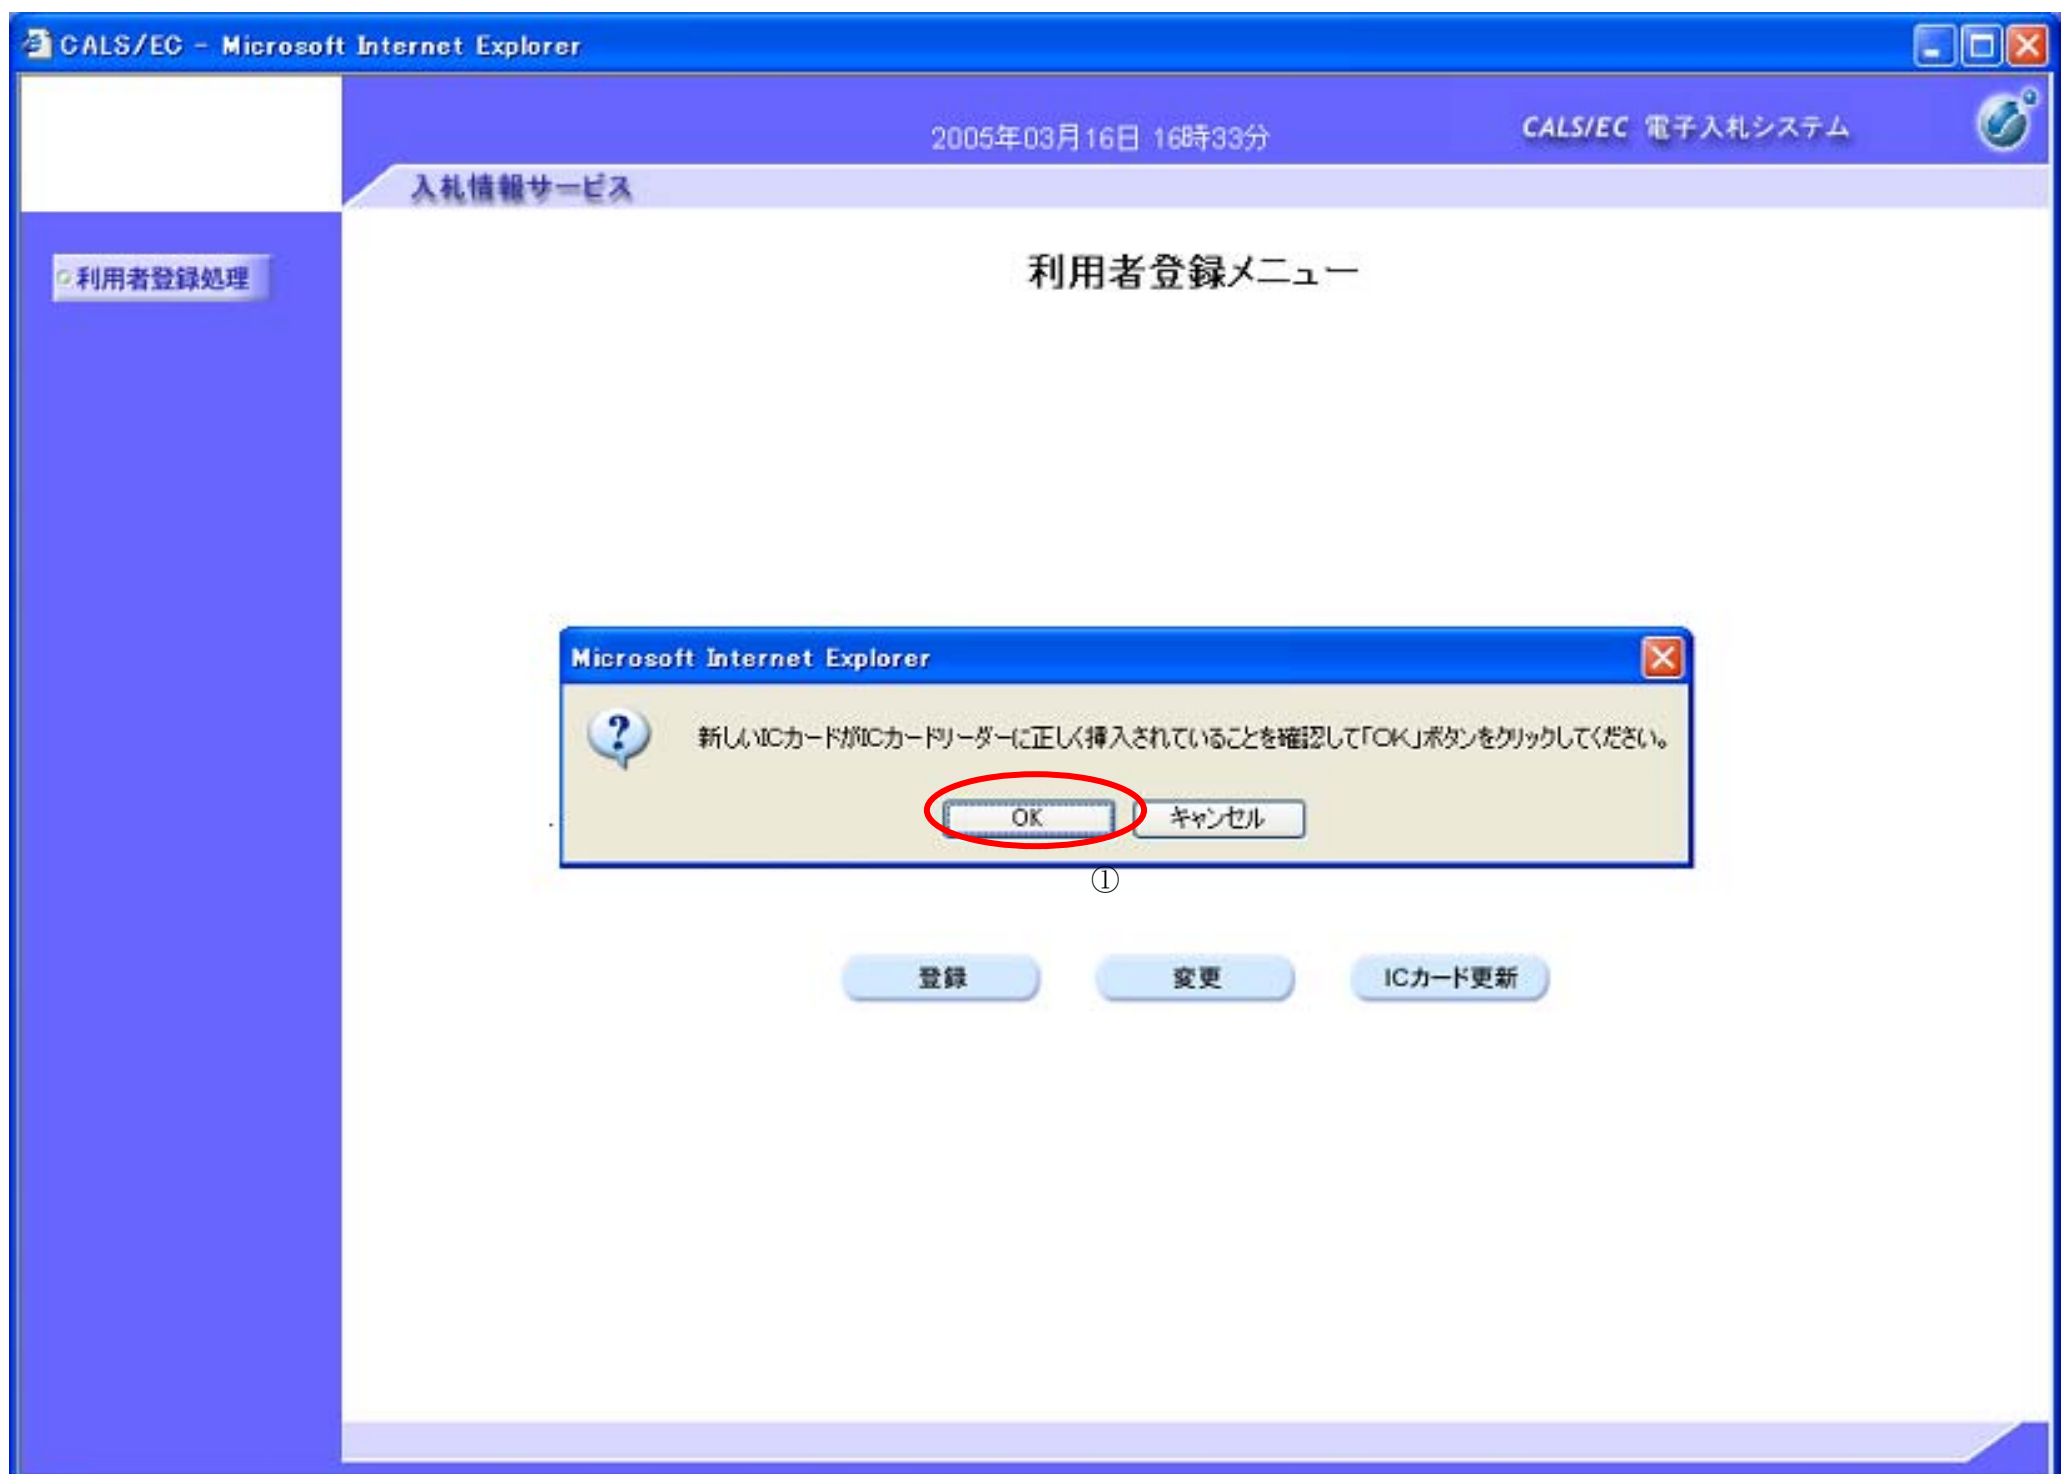 CALS/EC - Microsoft Internet Explorer
2005年03月16日 16時33分
CALS/EC 電子入札システム
入札情報サービス
利用者登録処理
利用者登録メニュー
Microsoft Internet Explorer
新しいICカードがICカードリーダーに正しく挿入されていることを確認して「OK」ボタンをクリックしてください。
OK キャンセル
①
登録 変更 ICカード更新